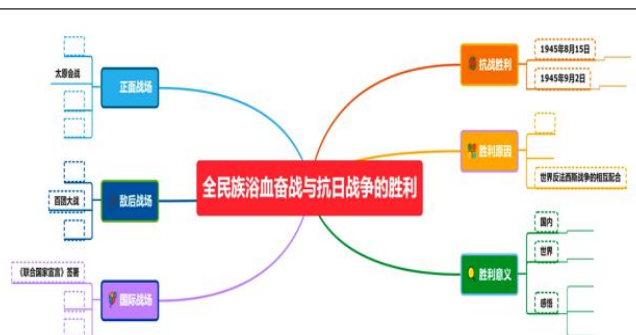 全民族浴血奋战与抗日战争的胜利
正面战场
太原会战
敌后战场
百团大战
国际战场
《联合国家宣言》签署
抗战胜利
1945年8月15日
1945年9月2日
胜利原因
世界反法西斯战争的相互配合
胜利意义
国内
世界
感悟